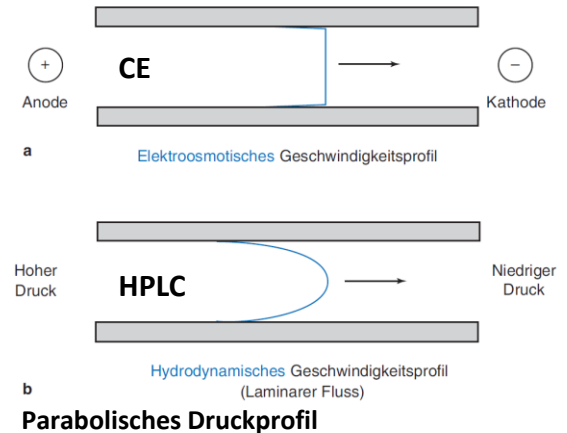 CE
+
−
Anode
Kathode
a
Elektroosmotisches Geschwindigkeitsprofil
Hoher
Druck
HPLC
Niedriger
Druck
Hydrodynamisches Geschwindigkeitsprofil
b
(Laminarer Fluss)
Parabolisches Druckprofil